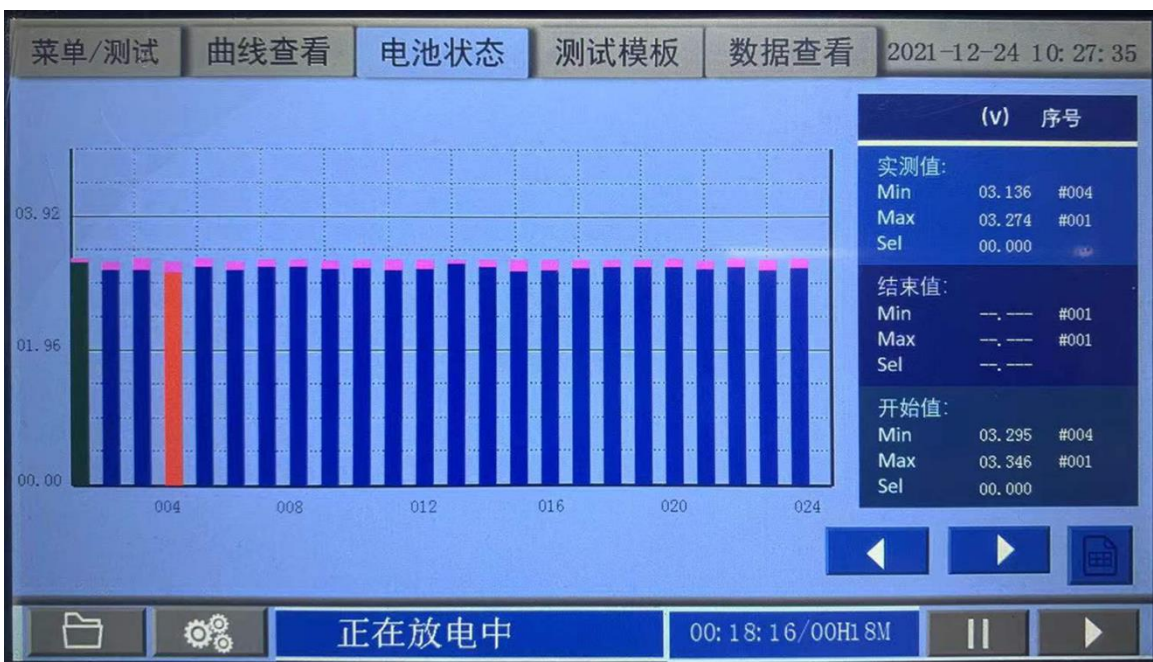 菜单/测试 曲线查看 电池状态 测试模板 数据查看 2021-12-24 10:27:35
(v) 序号
实测值:
Min 03.136 #004
Max 03.274 #001
Sel 00.000
结束值:
Min --.--- #001
Max --.--- #001
Sel --.---
开始值:
Min 03.295 #004
Max 03.346 #001
Sel 00.000
03.92
01.96
00.00
004 008 012 016 020 024
正在放电中 00:18:16/00H18M